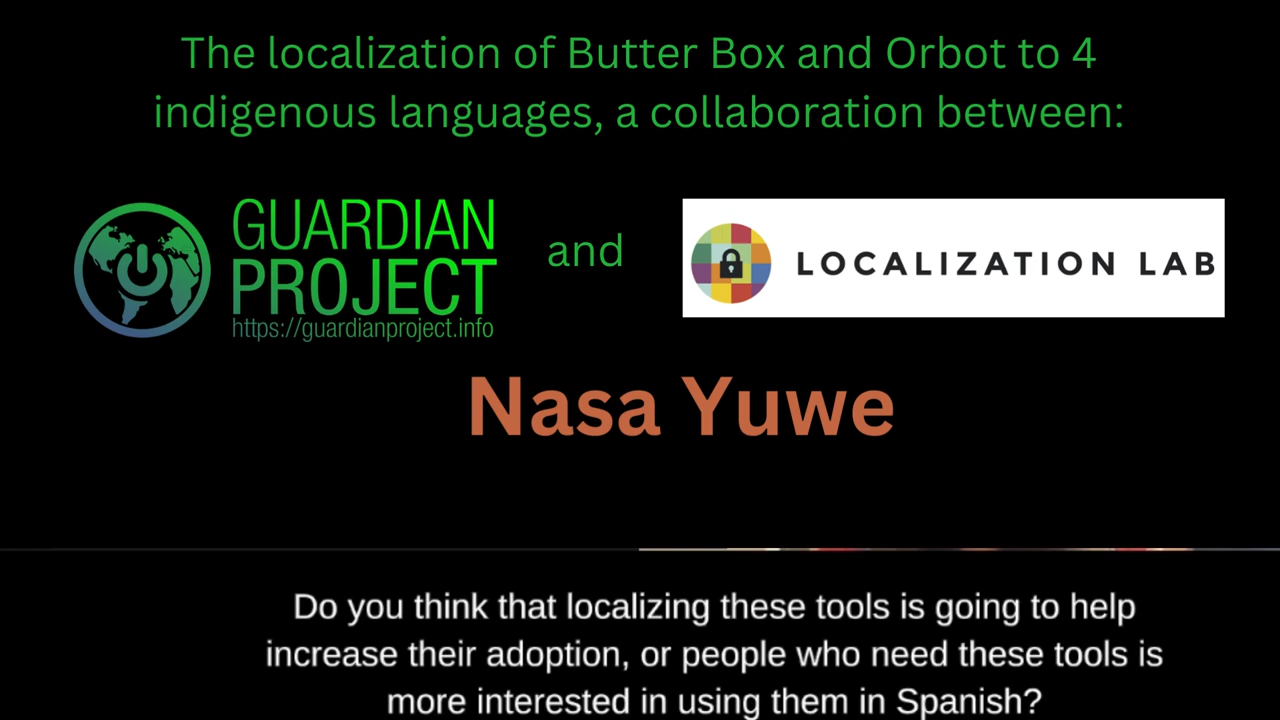 The localization of Butter Box and Orbot to 4
indigenous languages, a collaboration between:
GUARDIAN
PROJECT
https://guardianproject.info
and
LOCALIZATION LAB
Nasa Yuwe
Do you think that localizing these tools is going to help
increase their adoption, or people who need these tools is
more interested in using them in Spanish?